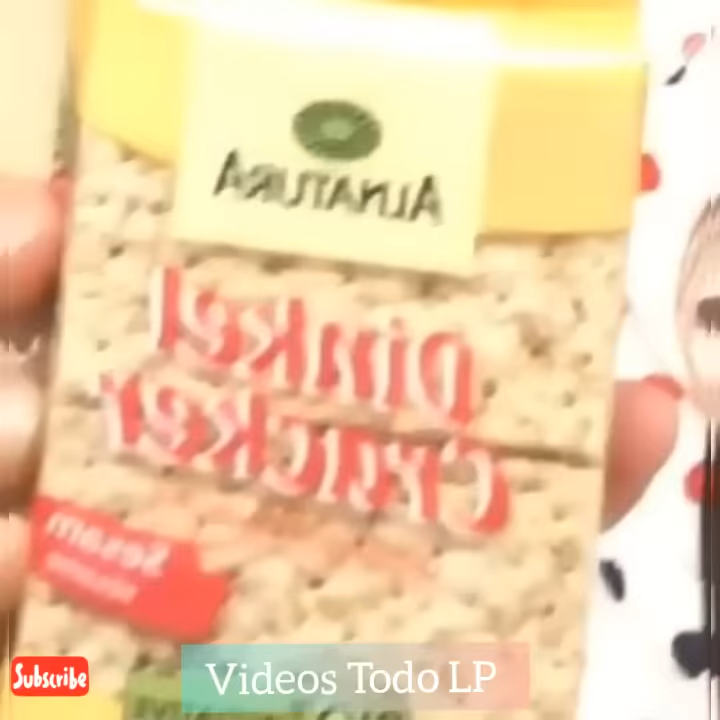 ALNATURA
Dinkel
Cracker
Sesam
Subscribe
Videos Todo LP